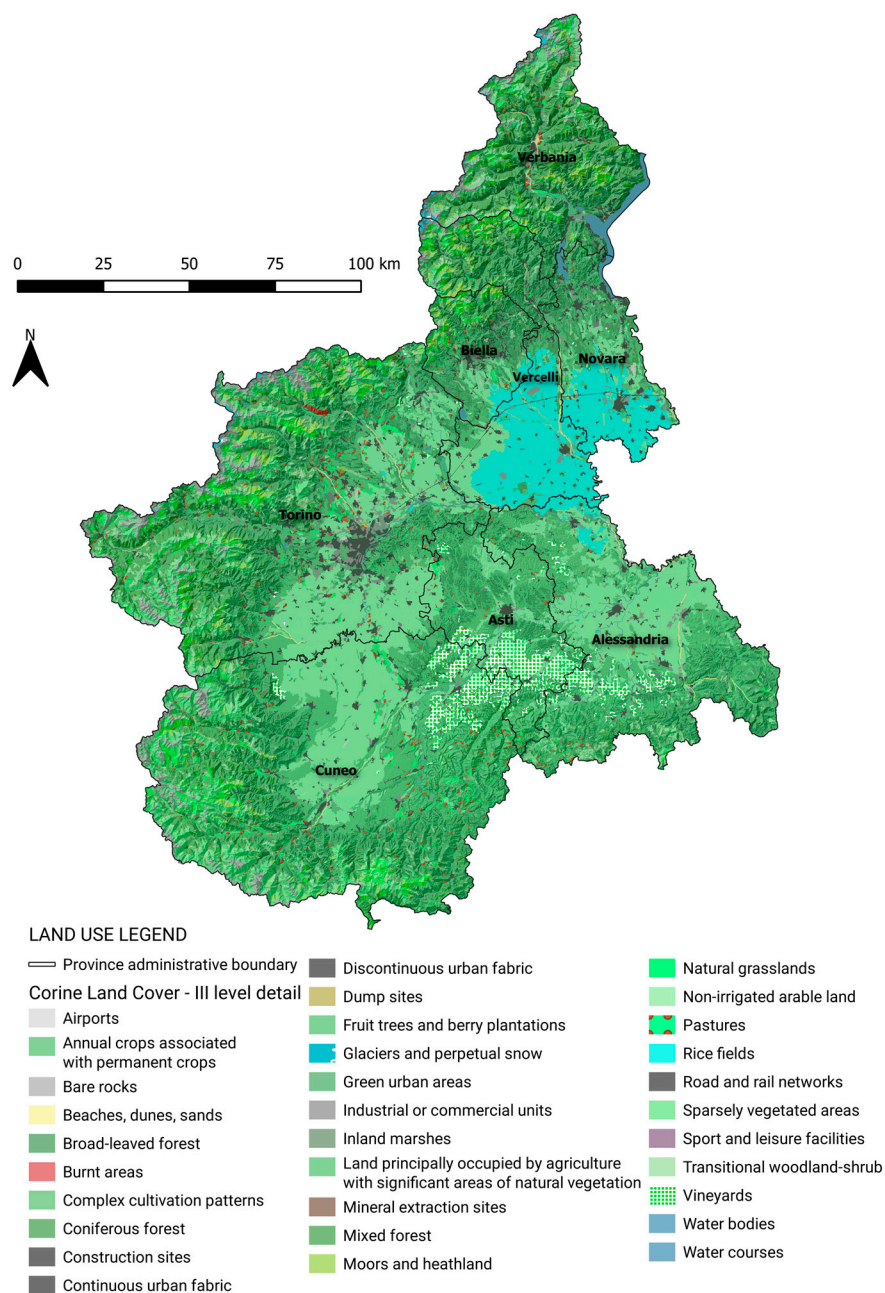 Verbania
0 25 50 75 100 km
N
Biella
Novara
Vercelli
Torino
Asti
Alessandria
Cuneo
LAND USE LEGEND
Province administrative boundary
Corine Land Cover - III level detail
Airports
Annual crops associated
with permanent crops
Bare rocks
Beaches, dunes, sands
Broad-leaved forest
Burnt areas
Complex cultivation patterns
Coniferous forest
Construction sites
Continuous urban fabric
Discontinuous urban fabric
Dump sites
Fruit trees and berry plantations
Glaciers and perpetual snow
Green urban areas
Industrial or commercial units
Inland marshes
Land principally occupied by agriculture
with significant areas of natural vegetation
Mineral extraction sites
Mixed forest
Moors and heathland
Natural grasslands
Non-irrigated arable land
Pastures
Rice fields
Road and rail networks
Sparsely vegetated areas
Sport and leisure facilities
Transitional woodland-shrub
Vineyards
Water bodies
Water courses